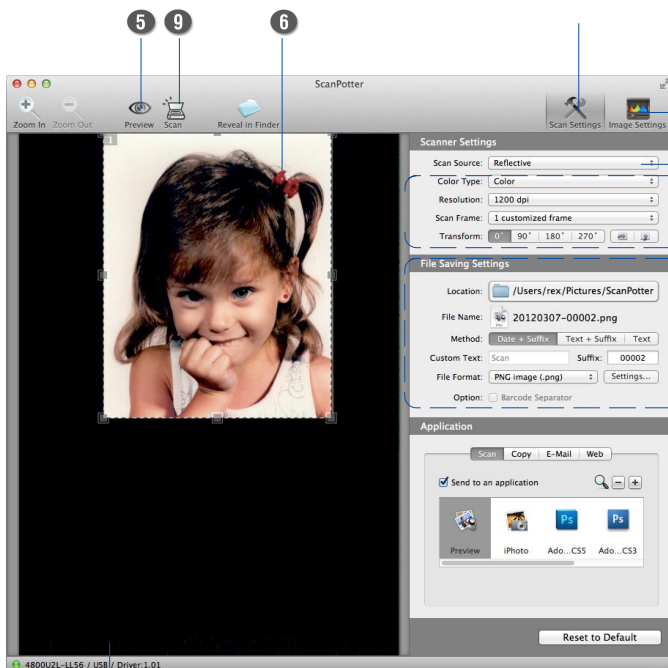 5 9 6
ScanPotter
Zoom In Zoom Out Preview Scan Reveal in Finder Scan Settings Image Settings
1
Scanner Settings
Scan Source: Reflective
Color Type: Color
Resolution: 1200 dpi
Scan Frame: 1 customized frame
Transform: 0° 90° 180° 270°
File Saving Settings
Location: /Users/rex/Pictures/ScanPotter
File Name: 20120307-00002.png
Method: Date + Suffix Text + Suffix Text
Custom Text: Scan Suffix: 00002
File Format: PNG image (.png) Settings...
Option: Barcode Separator
Application
Scan Copy E-Mail Web
Send to an application
Ps Ps
Preview iPhoto Ado...CS5 Ado...CS3
Reset to Default
4800U2L-LL56 / USB / Driver:1.01